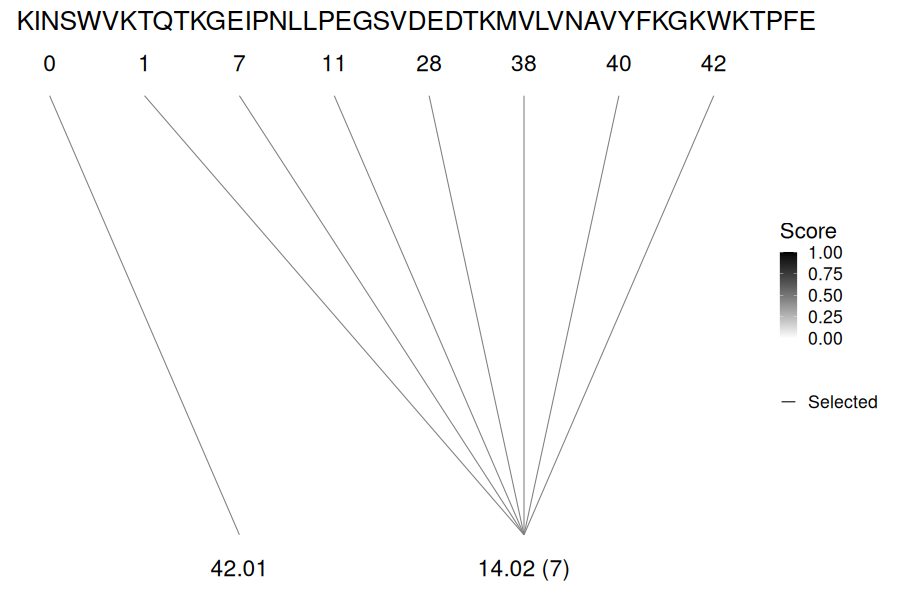 KINSWVKTQTKGEIPNLLPEGSVDEDTKMVLVNAVYFKGKWKTPFE
0 1 7 11 28 38 40 42
Score
1.00
0.75
0.50
0.25
0.00
Selected
42.01 14.02 (7)